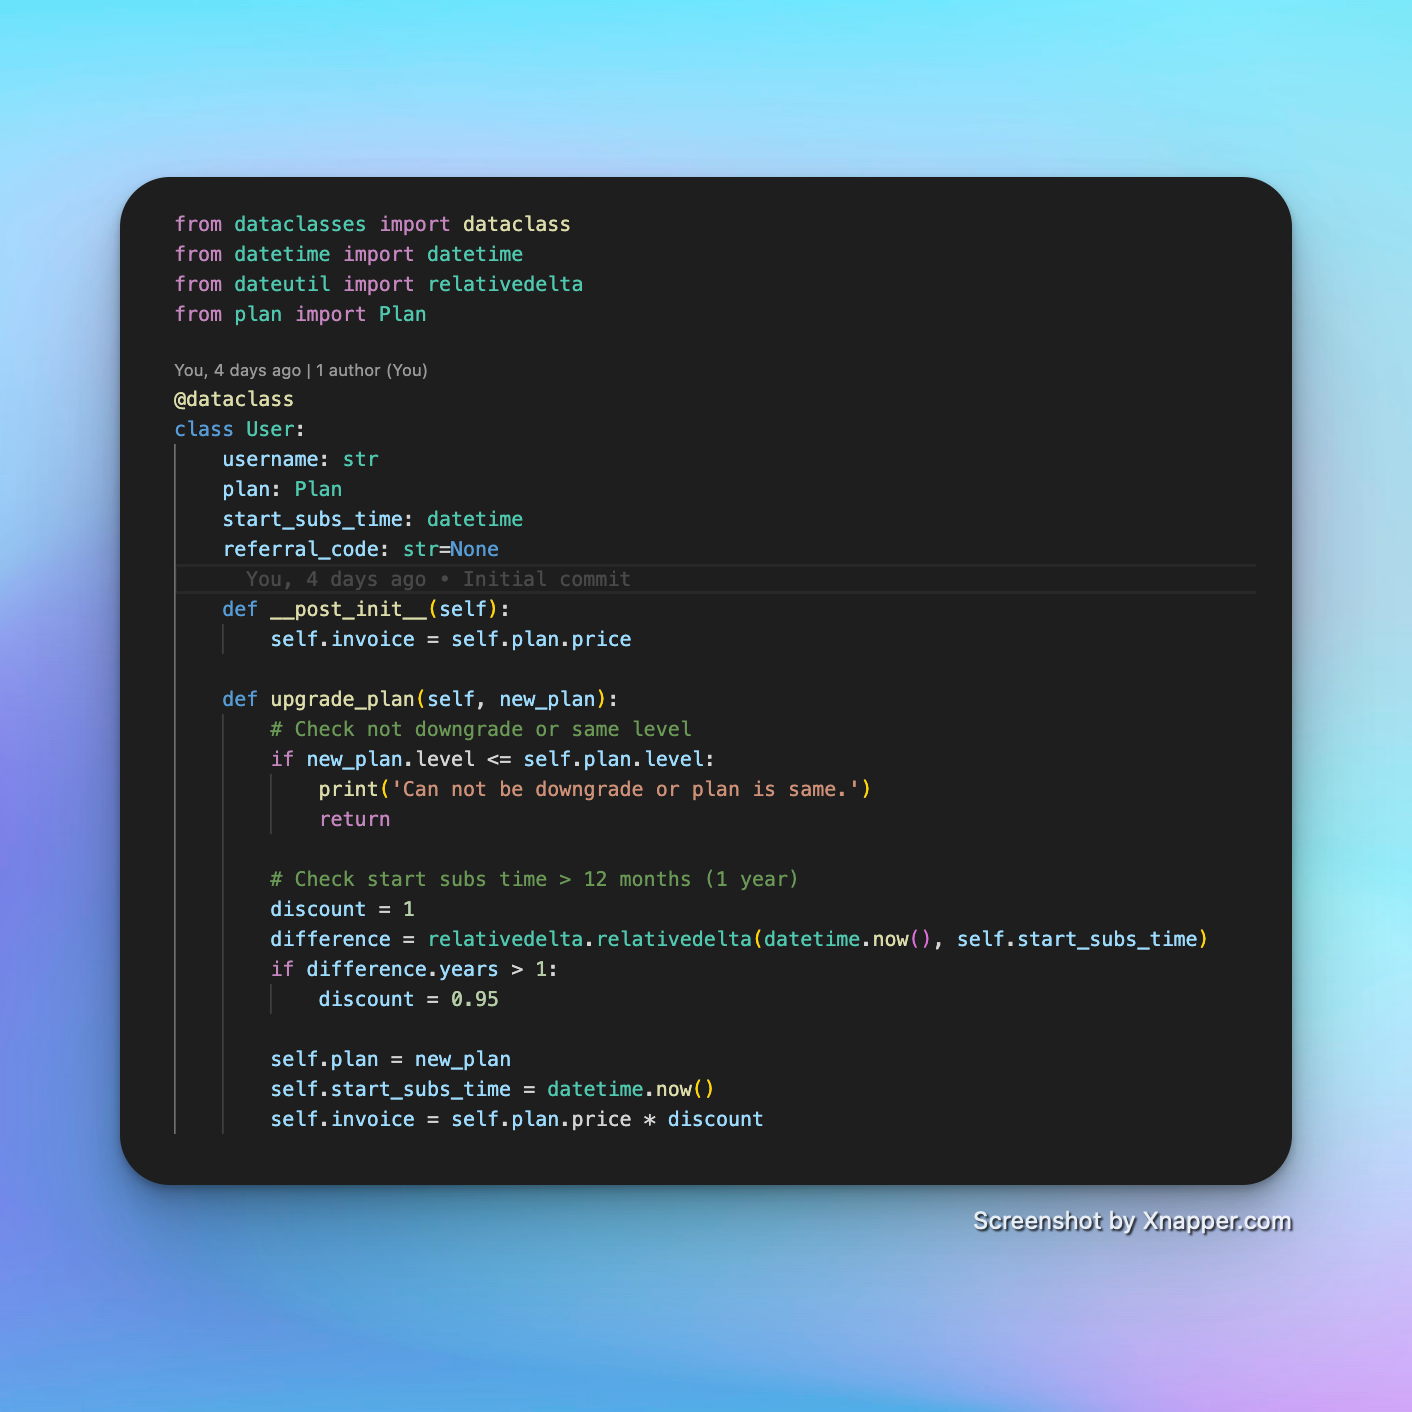 from dataclasses import dataclass
from datetime import datetime
from dateutil import relativedelta
from plan import Plan
You, 4 days ago | 1 author (You)
@dataclass
class User:
    username: str
    plan: Plan
    start_subs_time: datetime
    referral_code: str=None
      You, 4 days ago • Initial commit
    def __post_init__(self):
        self.invoice = self.plan.price

    def upgrade_plan(self, new_plan):
        # Check not downgrade or same level
        if new_plan.level <= self.plan.level:
            print('Can not be downgrade or plan is same.')
            return

        # Check start subs time > 12 months (1 year)
        discount = 1
        difference = relativedelta.relativedelta(datetime.now(), self.start_subs_time)
        if difference.years > 1:
            discount = 0.95

        self.plan = new_plan
        self.start_subs_time = datetime.now()
        self.invoice = self.plan.price * discount
Screenshot by Xnapper.com